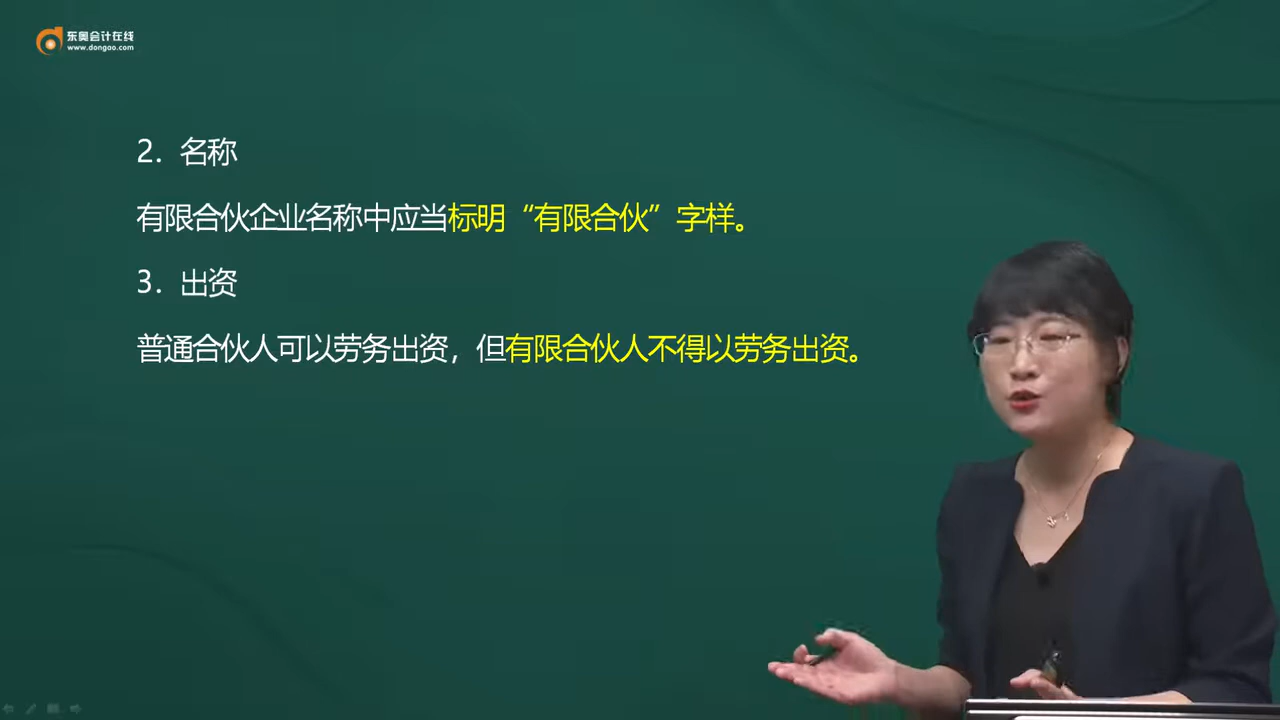 东奥会计在线
www.dongao.com
2. 名称
有限合伙企业名称中应当标明“有限合伙”字样。
3. 出资
普通合伙人可以劳务出资，但有限合伙人不得以劳务出资。